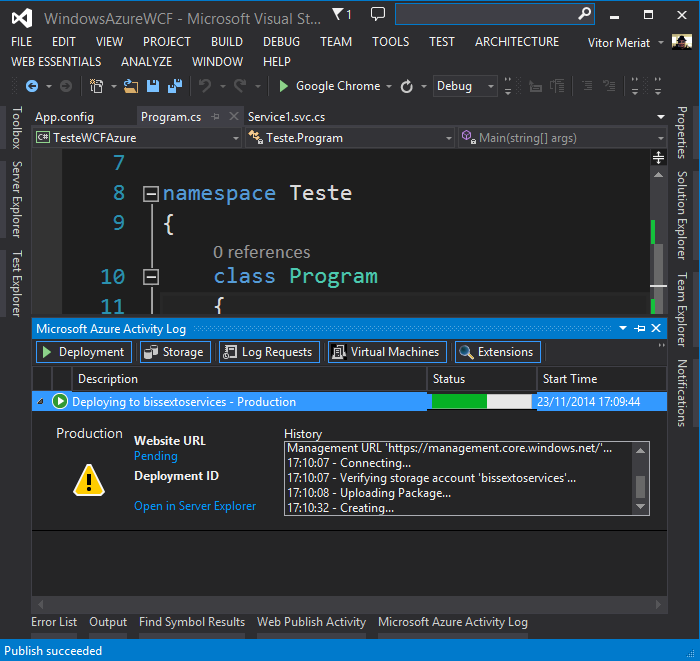 WindowsAzureWCF - Microsoft Visual St...
1
FILE EDIT VIEW PROJECT BUILD DEBUG TEAM TOOLS TEST ARCHITECTURE Vitor Meriat
WEB ESSENTIALS ANALYZE WINDOW HELP
Google Chrome Debug
Toolbox
Server Explorer
Test Explorer
App.config Program.cs Service1.svc.cs
C# TesteWCFAzure Teste.Program Main(string[] args)
7
8 namespace Teste
9 {
0 references
10 class Program
11 {
Properties
Solution Explorer
Team Explorer
Notifications
Microsoft Azure Activity Log
Deployment Storage Log Requests Virtual Machines Extensions
Description Status Start Time
Deploying to bissextoservices - Production 23/11/2014 17:09:44
Production
Website URL
Pending
Deployment ID
Open in Server Explorer
History
Management URL 'https://management.core.windows.net/'...
17:10:07 - Connecting...
17:10:07 - Verifying storage account 'bissextoservices'...
17:10:08 - Uploading Package...
17:10:32 - Creating...
Error List Output Find Symbol Results Web Publish Activity Microsoft Azure Activity Log
Publish succeeded